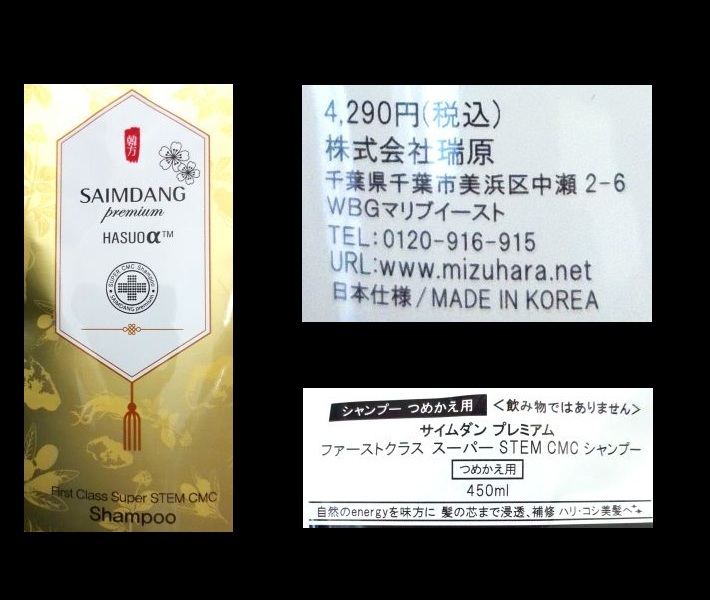 韓方
SAIMDANG
premium
HASUOα™
SUPER CMC Shampoo
SAIMDANG premium
First Class Super STEM CMC
Shampoo
4,290円(税込)
株式会社瑞原
千葉県千葉市美浜区中瀬 2-6
WBGマリブイースト
TEL:0120-916-915
URL:www.mizuhara.net
日本仕様/MADE IN KOREA
シャンプー つめかえ用 <飲み物ではありません>
サイムダン プレミアム
ファーストクラス スーパー STEM CMC シャンプー
つめかえ用
450ml
自然のenergyを味方に 髪の芯まで浸透、補修 ハリ・コシ美髪へ